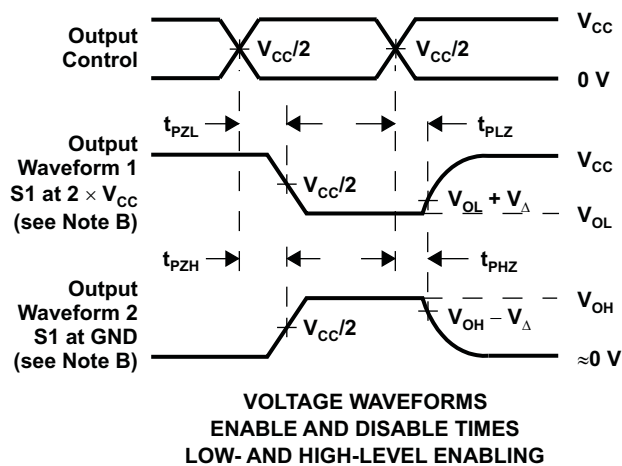 Output
Control
V_CC/2
V_CC/2
V_CC
0 V
t_PZL
t_PLZ
Output
Waveform 1
S1 at 2 × V_CC
(see Note B)
V_CC/2
V_OL + V_Δ
V_CC
V_OL
t_PZH
t_PHZ
Output
Waveform 2
S1 at GND
(see Note B)
V_CC/2
V_OH − V_Δ
V_OH
≈0 V
VOLTAGE WAVEFORMS
ENABLE AND DISABLE TIMES
LOW- AND HIGH-LEVEL ENABLING